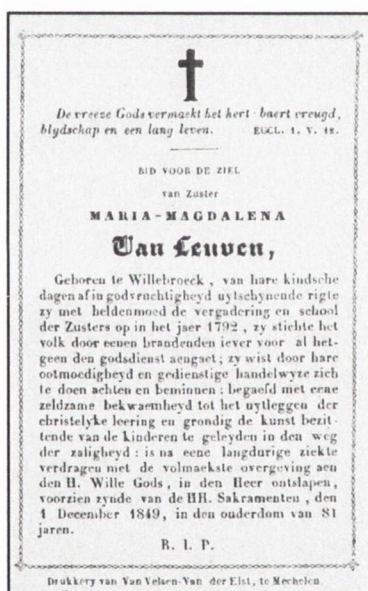 De vreeze Gods vermaekt het hert · baert vreugd,
blydschap en een lang leven. ECCL. 1. V. 12.
BID VOOR DE ZIEL
van Zuster
MARIA-MAGDALENA
Van Leuven,
Geboren te Willebroeck, van hare kindsche
dagen af in godvruchtigheyd uytschynende rigte
zy met heldenmoed de vergadering en school
der Zusters op in het jaer 1792, zy stichte het
volk door eenen brandenden iever voor al het-
geen den godsdienst aengaet; zy wist door hare
ootmoedigheyd en gedienstige handelwyze zich
te doen achten en beminnen: begaefd met eene
zeldzame bekwaemheyd tot het uytleggen der
christelyke leering en grondig de kunst bezit-
tende van de kinderen te geleyden in den weg
der zaligheyd: is na eene langdurige ziekte
verdragen met de volmaekste overgeving aen
den H. Wille Gods, in den Heer ontslapen,
voorzien zynde van de HH. Sakramenten, den
1 December 1849, in den ouderdom van 81
jaren.
R. I. P.
Drukkery van Van Velsen-Van der Elst, te Mechelen